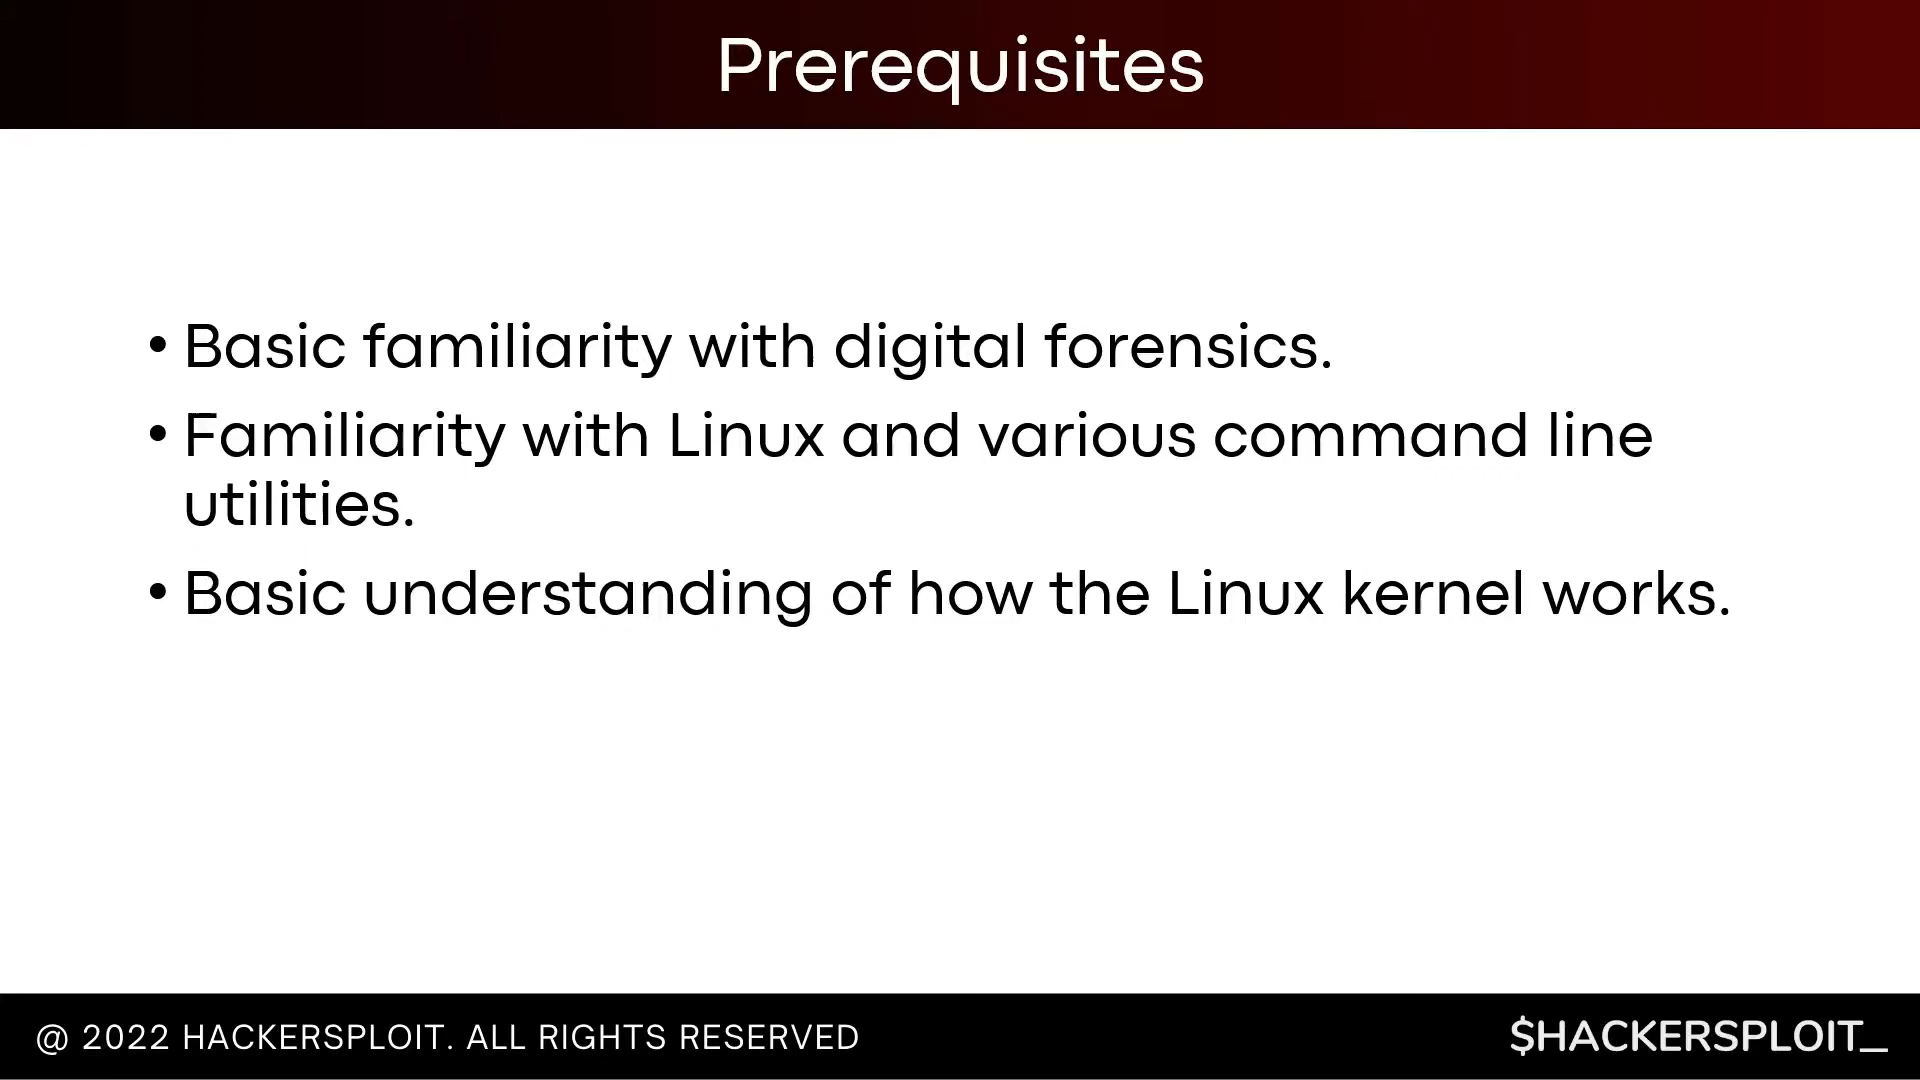 Prerequisites
• Basic familiarity with digital forensics.
• Familiarity with Linux and various command line
utilities.
• Basic understanding of how the Linux kernel works.
@ 2022 HACKERSPLOIT. ALL RIGHTS RESERVED
$HACKERSPLOIT_